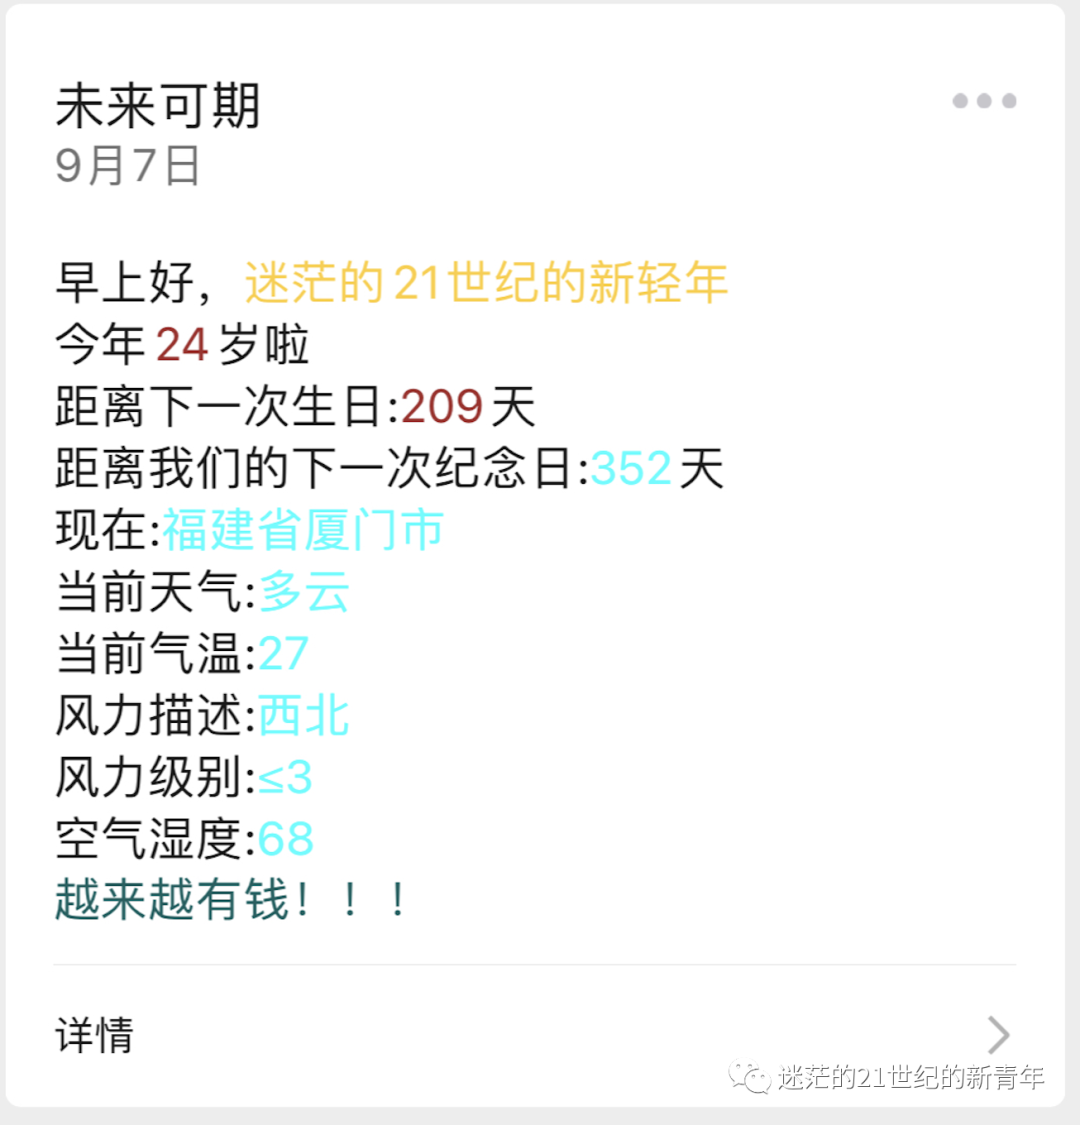 未来可期
9月7日
早上好，迷茫的21世纪的新轻年
今年24岁啦
距离下一次生日:209天
距离我们的下一次纪念日:352天
现在:福建省厦门市
当前天气:多云
当前气温:27
风力描述:西北
风力级别:≤3
空气湿度:68
越来越有钱！！！
详情
迷茫的21世纪的新青年